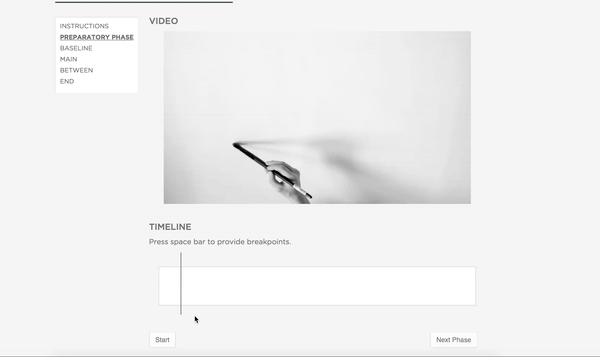 INSTRUCTIONS
PREPARATORY PHASE
BASELINE
MAIN
BETWEEN
END
VIDEO
TIMELINE
Press space bar to provide breakpoints.
Start
Next Phase